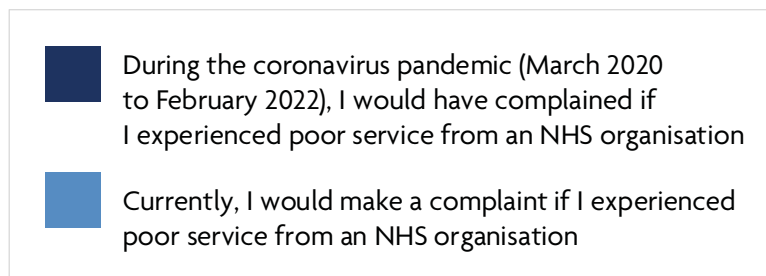 During the coronavirus pandemic (March 2020
to February 2022), I would have complained if
I experienced poor service from an NHS organisation
Currently, I would make a complaint if I experienced
poor service from an NHS organisation